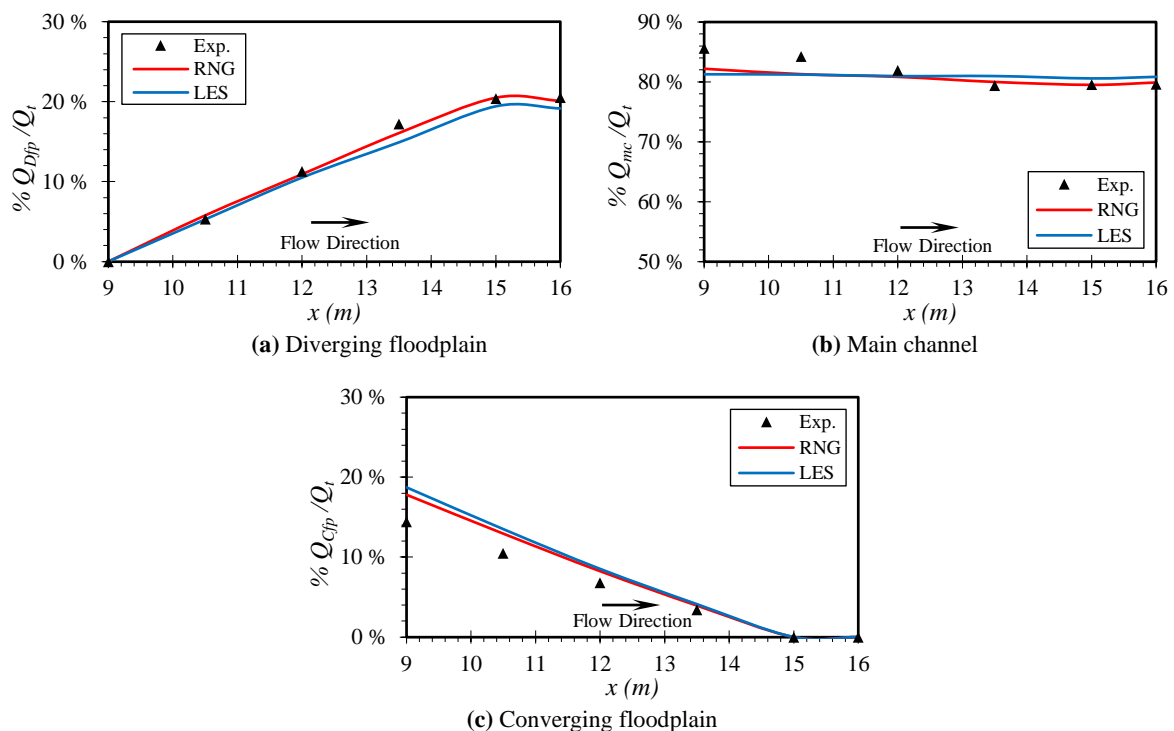 30 %
20 %
10 %
0 %
% Q_Dfp /Q_t
Exp.
RNG
LES
Flow Direction
9 10 11 12 13 14 15 16
x (m)
(a) Diverging floodplain
90 %
80 %
70 %
60 %
50 %
% Q_mc /Q_t
Exp.
RNG
LES
Flow Direction
9 10 11 12 13 14 15 16
x (m)
(b) Main channel
30 %
20 %
10 %
0 %
% Q_Cfp /Q_t
Exp.
RNG
LES
Flow Direction
9 10 11 12 13 14 15 16
x (m)
(c) Converging floodplain